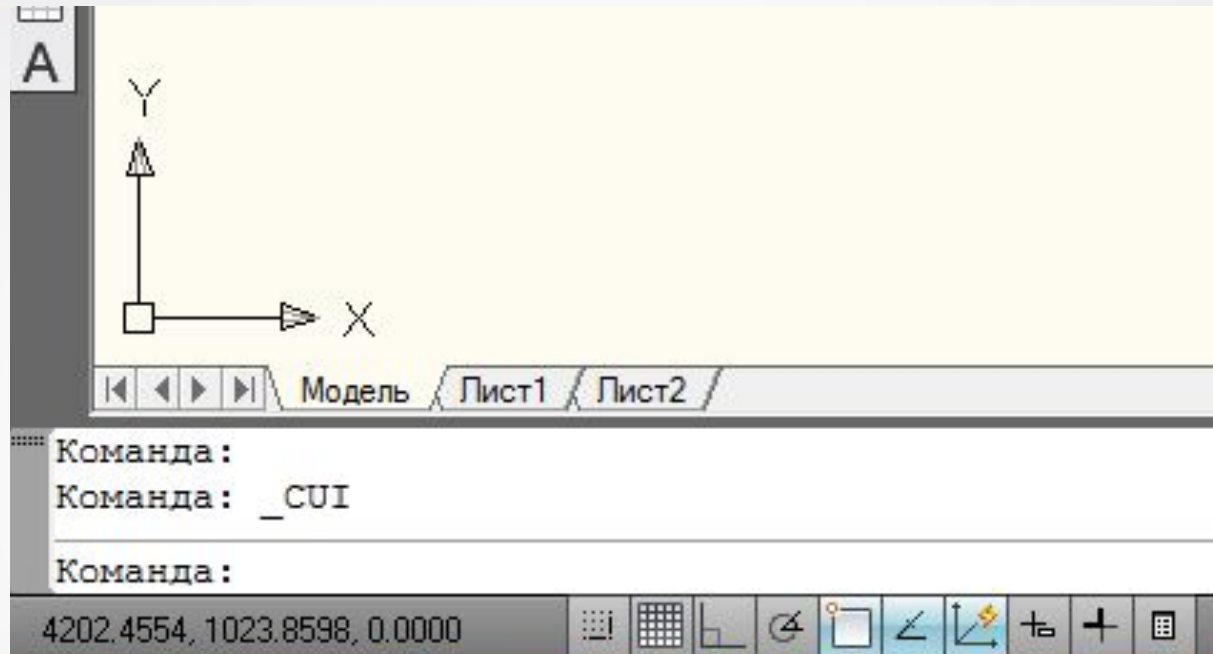 A
Y
X
Модель Лист1 Лист2
Команда:
Команда: _CUI
Команда:
4202.4554, 1023.8598, 0.0000